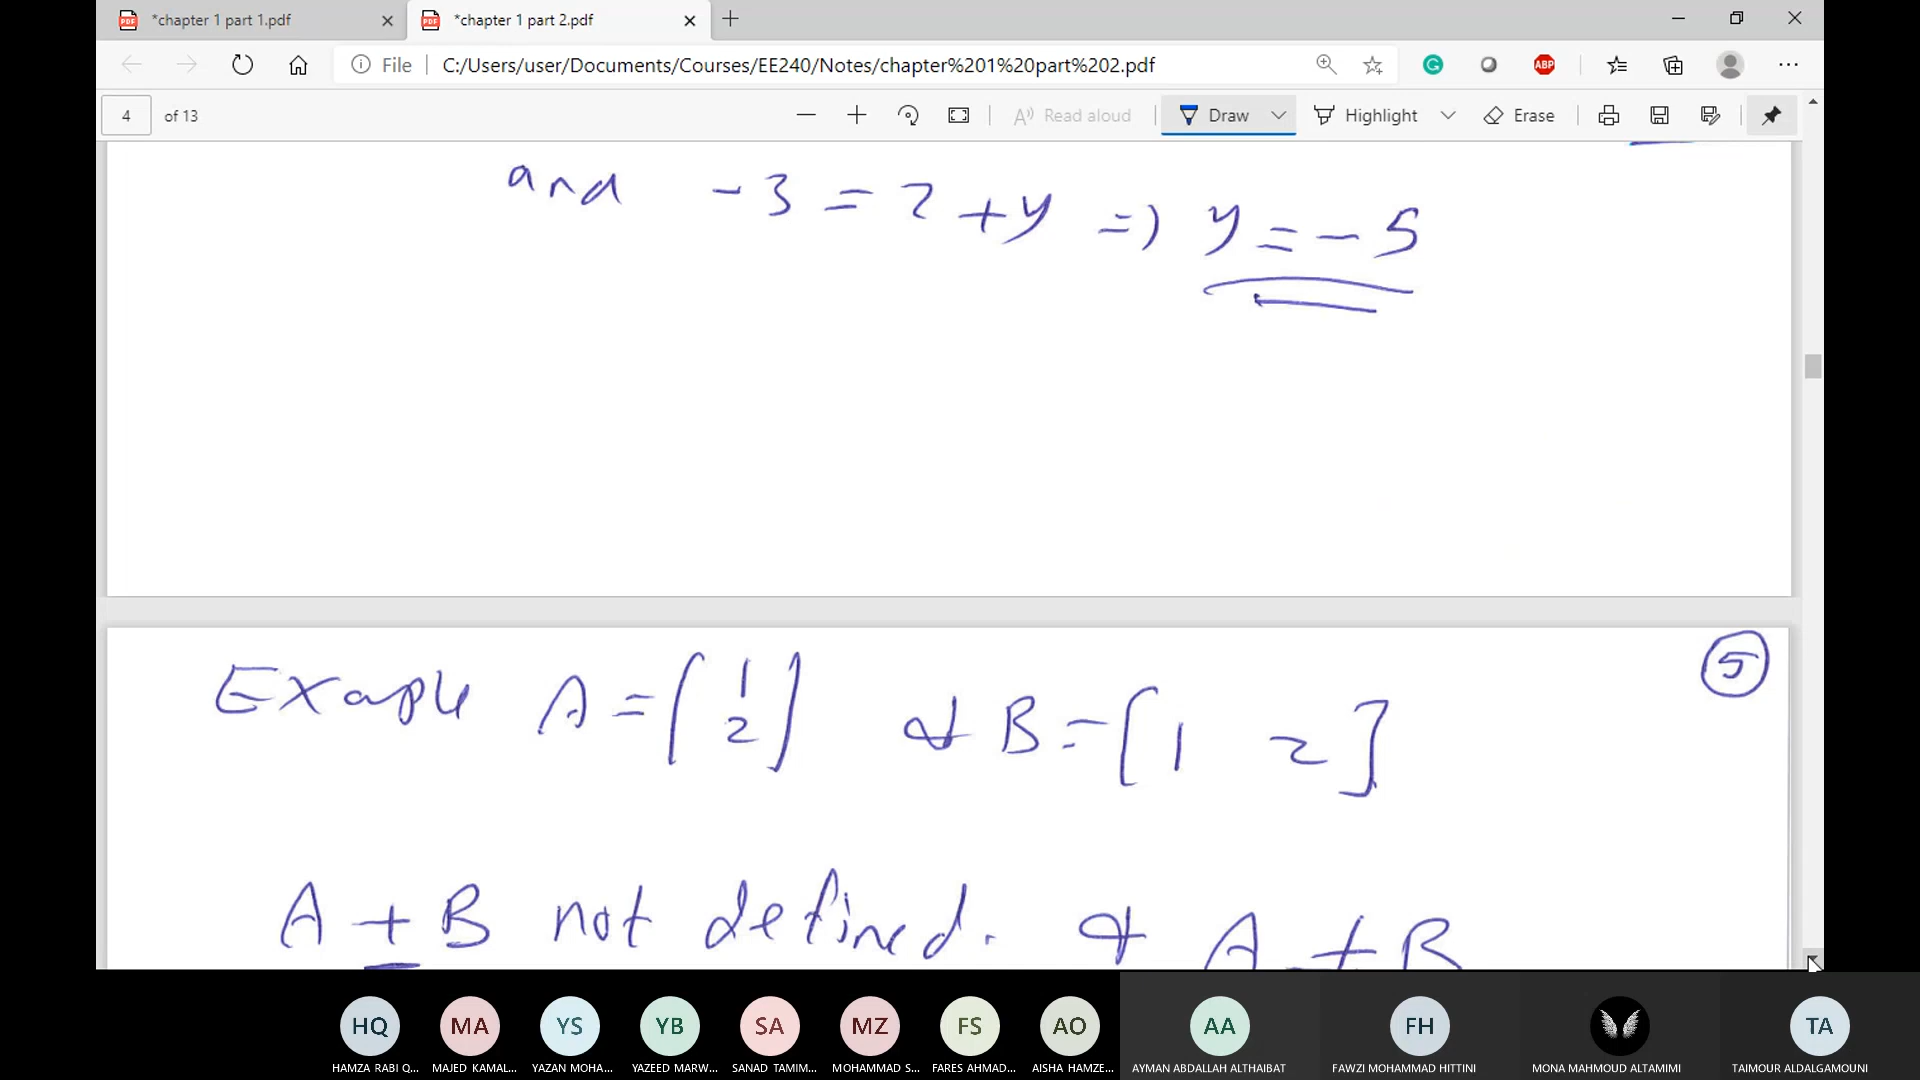 *chapter 1 part 1.pdf
*chapter 1 part 2.pdf
File
C:/Users/user/Documents/Courses/EE240/Notes/chapter%201%20part%202.pdf
ABP
4 of 13
Read aloud
Draw
Highlight
Erase
and -3 = 2 + y => y = -5
5
Example A = [1
2] & B = [1 2]
A ± B not defined. & A + B
HQ MA YS YB SA MZ FS AO AA FH TA
HAMZA RABI Q... MAJED KAMAL... YAZAN MOHA... YAZEED MARW... SANAD TAMIM... MOHAMMAD S... FARES AHMAD... AISHA HAMZE... AYMAN ABDALLAH ALTHAIBAT FAWZI MOHAMMAD HITTINI MONA MAHMOUD ALTAMIMI TAIMOUR ALDALGAMOUNI